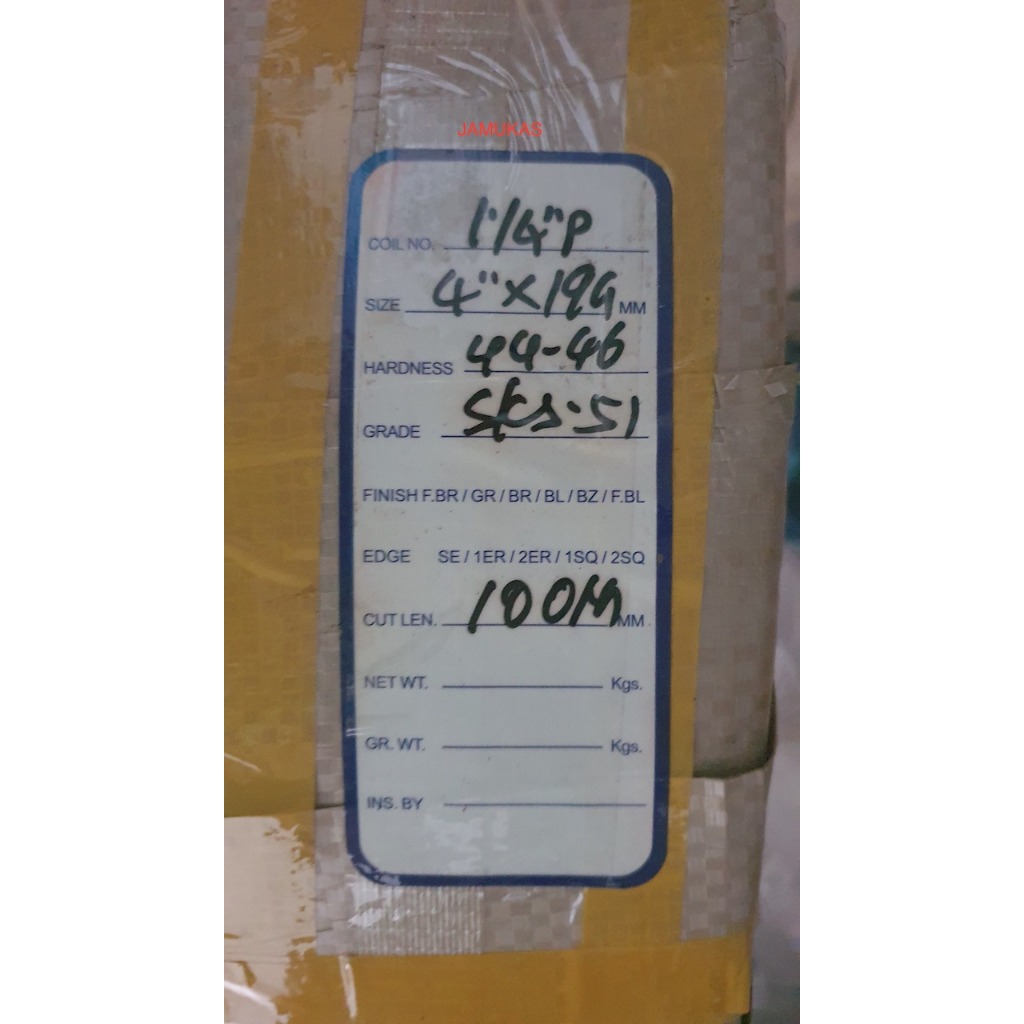 JAMUKAS
COIL NO. 1'/4"P
SIZE 4"X19G MM
HARDNESS 44-46
GRADE SKS-51
FINISH F.BR / GR / BR / BL / BZ / F.BL
EDGE SE / 1ER / 2ER / 1SQ / 2SQ
CUT LEN. 100M MM
NET WT. Kgs.
GR. WT. Kgs.
INS. BY